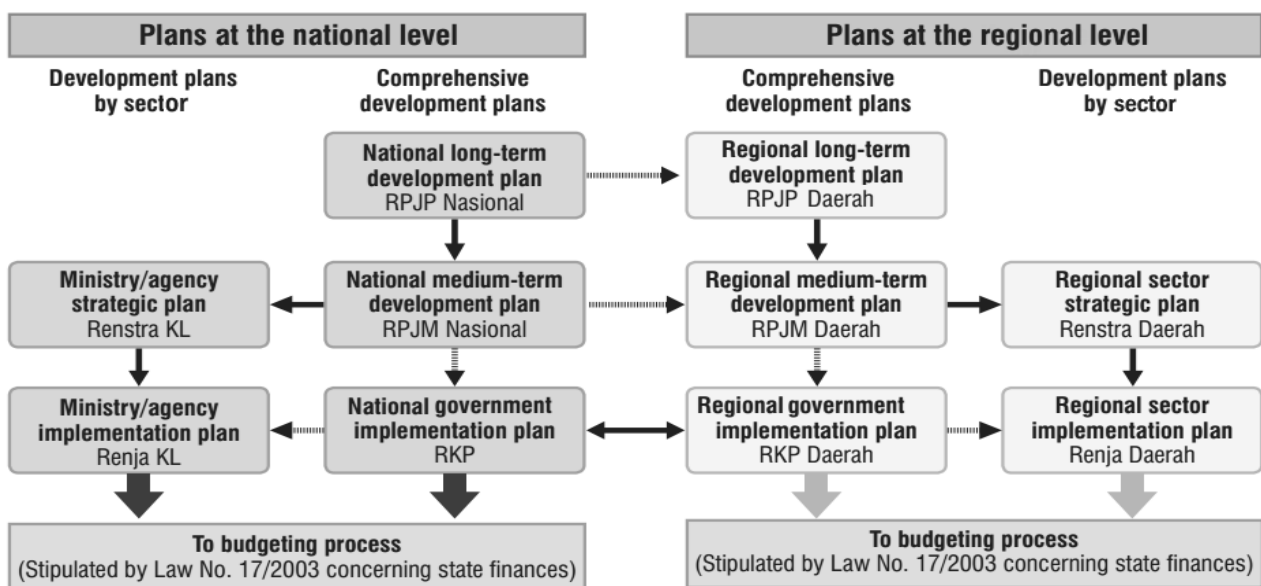 Plans at the national level
Plans at the regional level
Development plans
by sector
Comprehensive
development plans
Comprehensive
development plans
Development plans
by sector
National long-term
development plan
RPJP Nasional
Regional long-term
development plan
RPJP Daerah
Ministry/agency
strategic plan
Renstra KL
National medium-term
development plan
RPJM Nasional
Regional medium-term
development plan
RPJM Daerah
Regional sector
strategic plan
Renstra Daerah
Ministry/agency
implementation plan
Renja KL
National government
implementation plan
RKP
Regional government
implementation plan
RKP Daerah
Regional sector
implementation plan
Renja Daerah
To budgeting process
(Stipulated by Law No. 17/2003 concerning state finances)
To budgeting process
(Stipulated by Law No. 17/2003 concerning state finances)